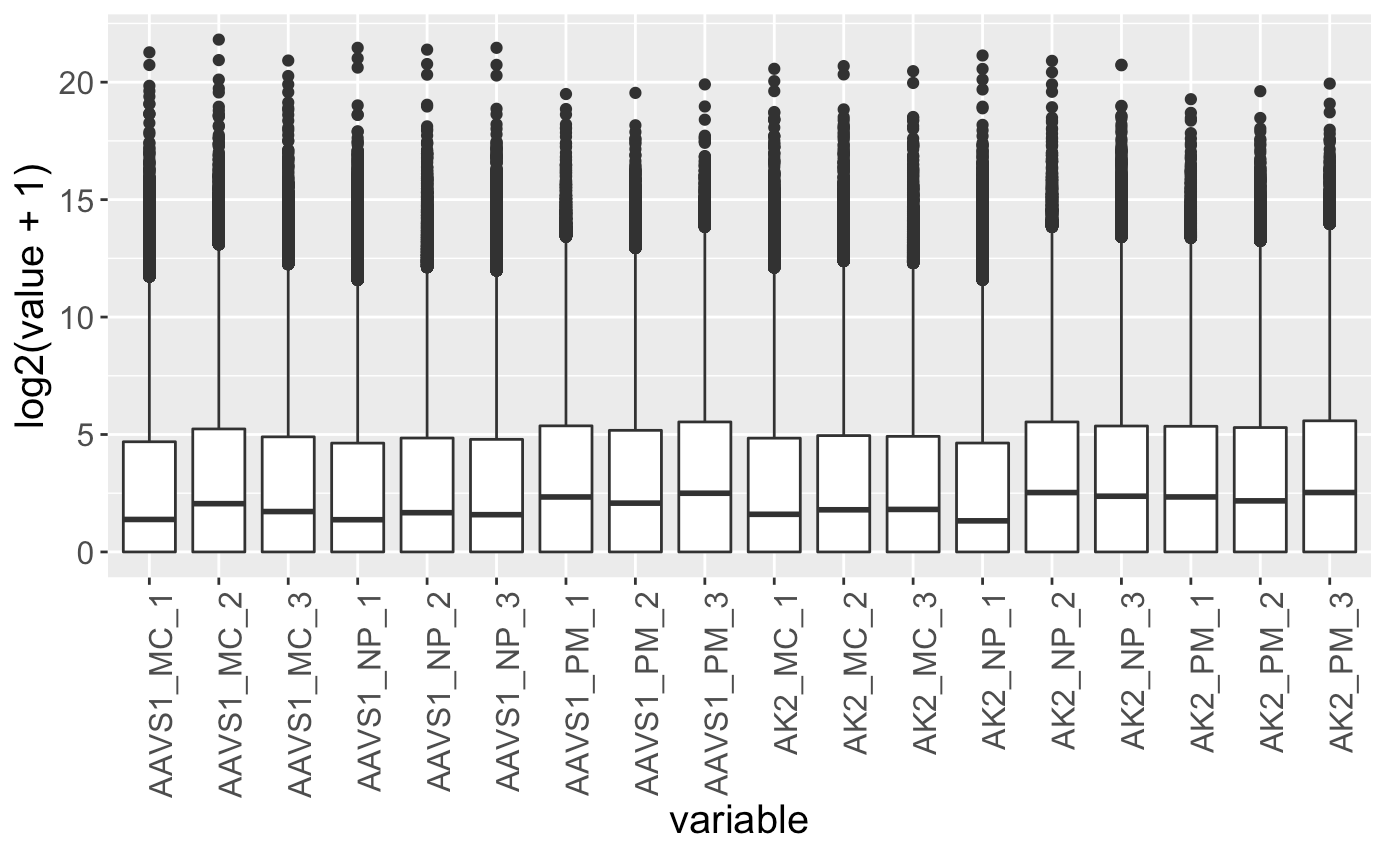 log2(value + 1)
20
15
10
5
0
AAVS1_MC_1
AAVS1_MC_2
AAVS1_MC_3
AAVS1_NP_1
AAVS1_NP_2
AAVS1_NP_3
AAVS1_PM_1
AAVS1_PM_2
AAVS1_PM_3
AK2_MC_1
AK2_MC_2
AK2_MC_3
AK2_NP_1
AK2_NP_2
AK2_NP_3
AK2_PM_1
AK2_PM_2
AK2_PM_3
variable